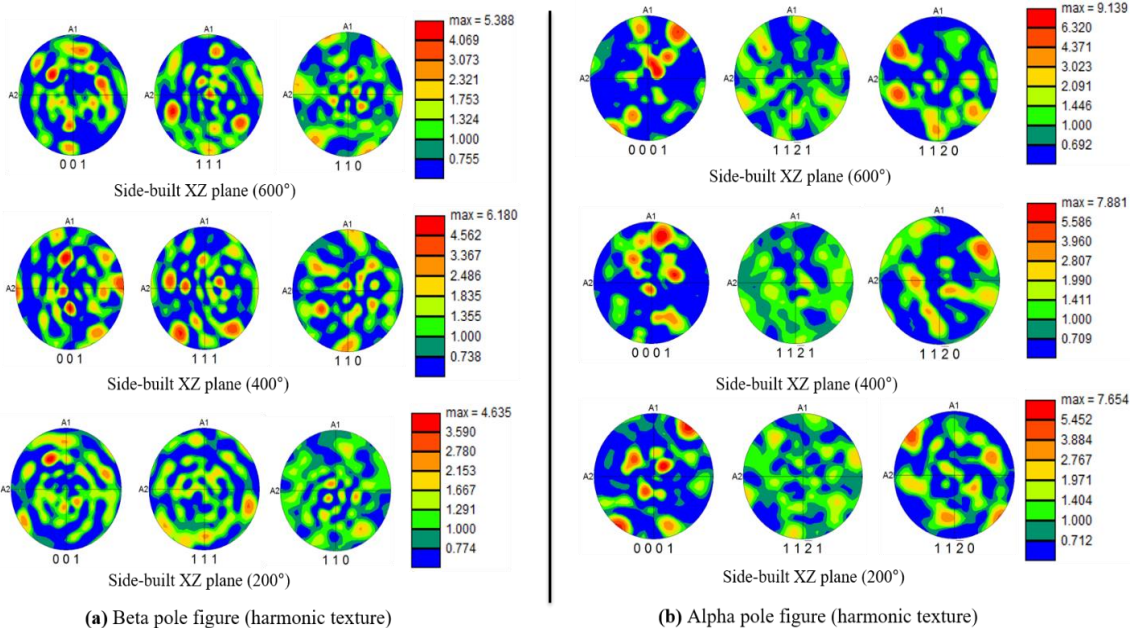 A1
A2
0 0 1
A1
1 1 1
A1
1 1 0
max = 5.388
4.069
3.073
2.321
1.753
1.324
1.000
0.755
Side-built XZ plane (600°)
A1
A2
0 0 1
A1
A2
1 1 1
A1
A2
1 1 0
max = 6.180
4.562
3.367
2.486
1.835
1.355
1.000
0.738
Side-built XZ plane (400°)
A1
A2
0 0 1
A1
A2
1 1 1
A1
A2
1 1 0
max = 4.635
3.590
2.780
2.153
1.667
1.291
1.000
0.774
Side-built XZ plane (200°)
(a) Beta pole figure (harmonic texture)
A1
A2
0 0 0 1
A1
A2
1 1 2 1
A1
A2
1 1 2 0
max = 9.139
6.320
4.371
3.023
2.091
1.446
1.000
0.692
Side-built XZ plane (600°)
A1
A2
0 0 0 1
A1
A2
1 1 2 1
A1
A2
1 1 2 0
max = 7.881
5.586
3.960
2.807
1.990
1.411
1.000
0.709
Side-built XZ plane (400°)
A1
A2
0 0 0 1
A1
A2
1 1 2 1
A1
A2
1 1 2 0
max = 7.654
5.452
3.884
2.767
1.971
1.404
1.000
0.712
Side-built XZ plane (200°)
(b) Alpha pole figure (harmonic texture)